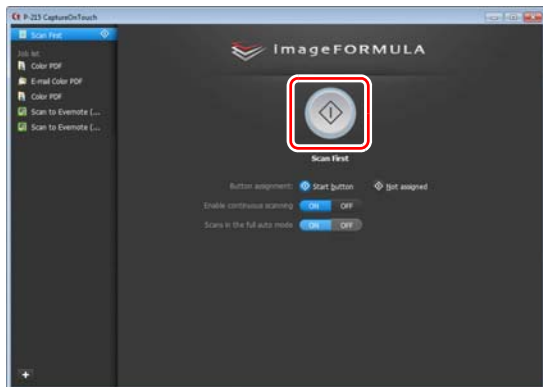 P-215 CaptureOnTouch
Scan First
Job list
Color PDF
E-mail Color PDF
Color PDF
Scan to Evernote (...
Scan to Evernote (...
imageFORMULA
Scan First
Button assignment: Start button Not assigned
Enable continuous scanning ON OFF
Scans in the full auto mode ON OFF